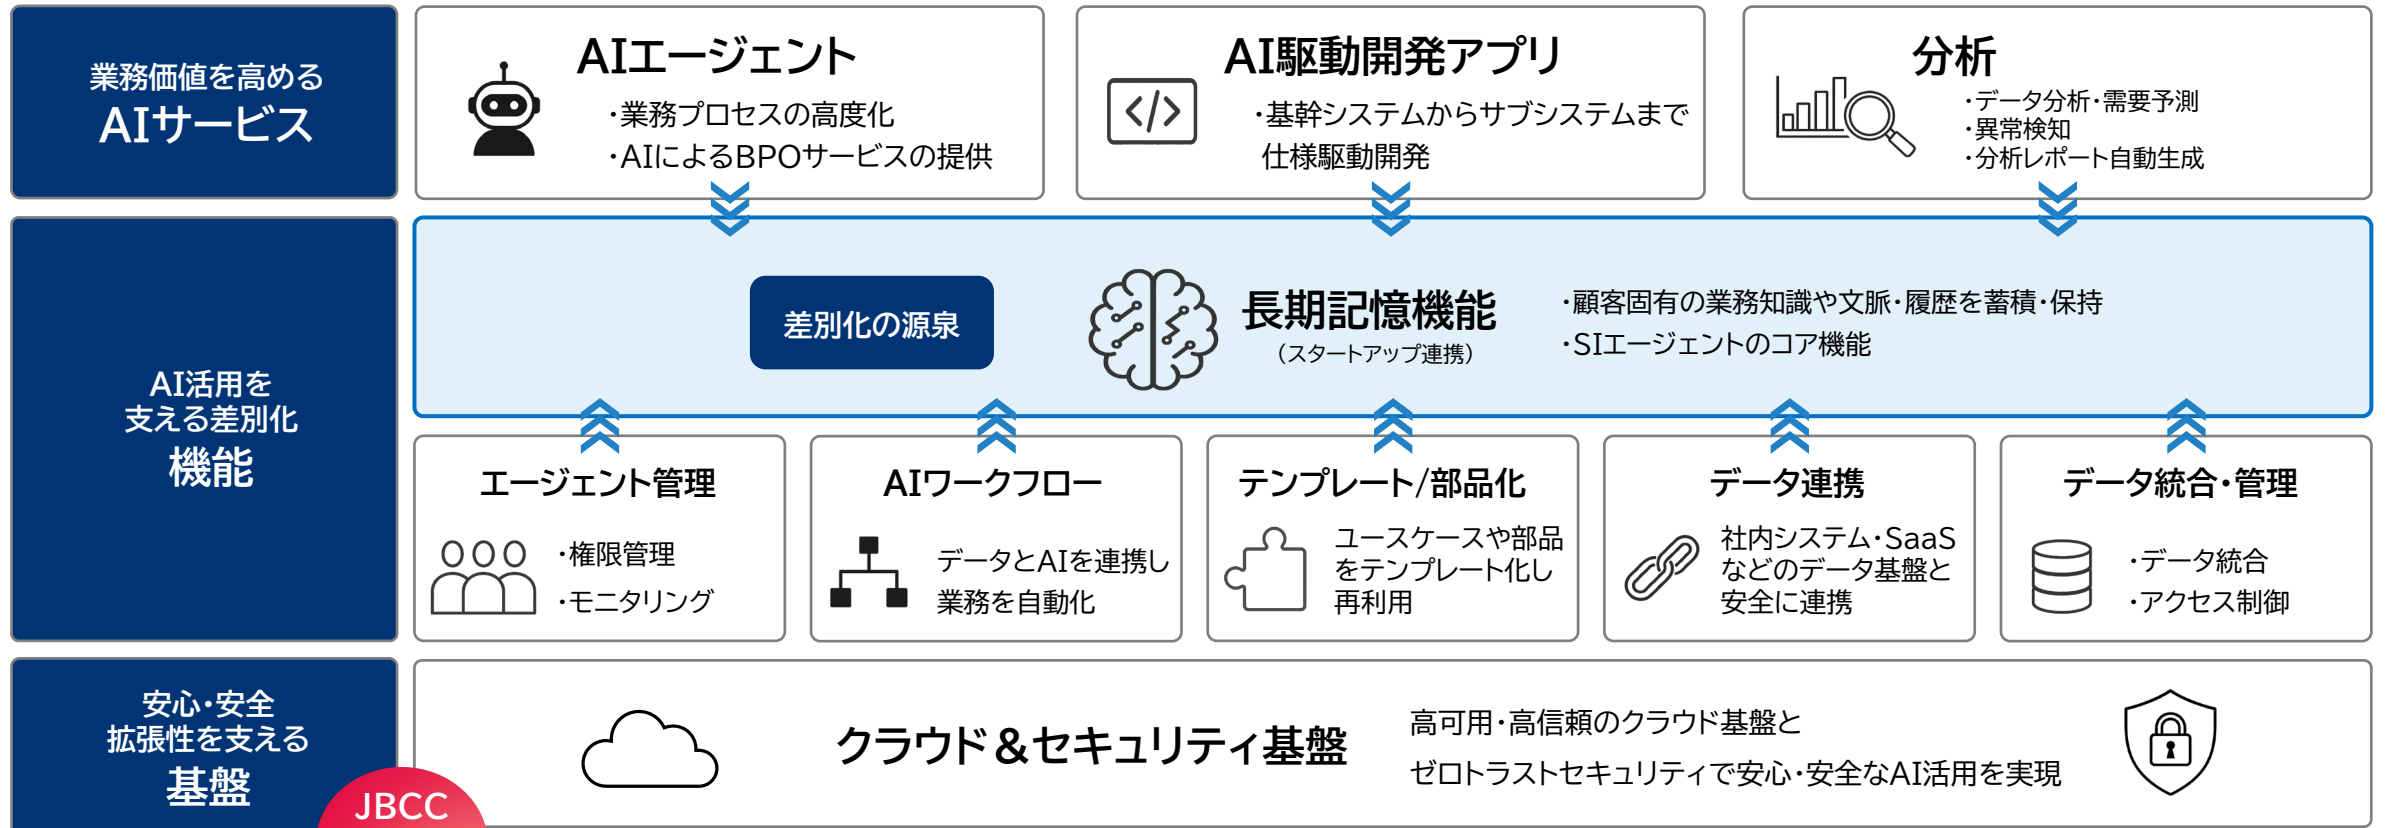 業務価値を高める
AIサービス
AIエージェント
・業務プロセスの高度化
・AIによるBPOサービスの提供
</>
AI駆動開発アプリ
・基幹システムからサブシステムまで
仕様駆動開発
分析
・データ分析・需要予測
・異常検知
・分析レポート自動生成
AI活用を
支える差別化
機能
差別化の源泉
長期記憶機能
（スタートアップ連携）
・顧客固有の業務知識や文脈・履歴を蓄積・保持
・SIエージェントのコア機能
エージェント管理
・権限管理
・モニタリング
AIワークフロー
データとAIを連携し
業務を自動化
テンプレート/部品化
ユースケースや部品
をテンプレート化し
再利用
データ連携
社内システム・SaaS
などのデータ基盤と
安全に連携
データ統合・管理
・データ統合
・アクセス制御
安心・安全
拡張性を支える
基盤
JBCC
クラウド＆セキュリティ基盤
高可用・高信頼のクラウド基盤と
ゼロトラストセキュリティで安心・安全なAI活用を実現